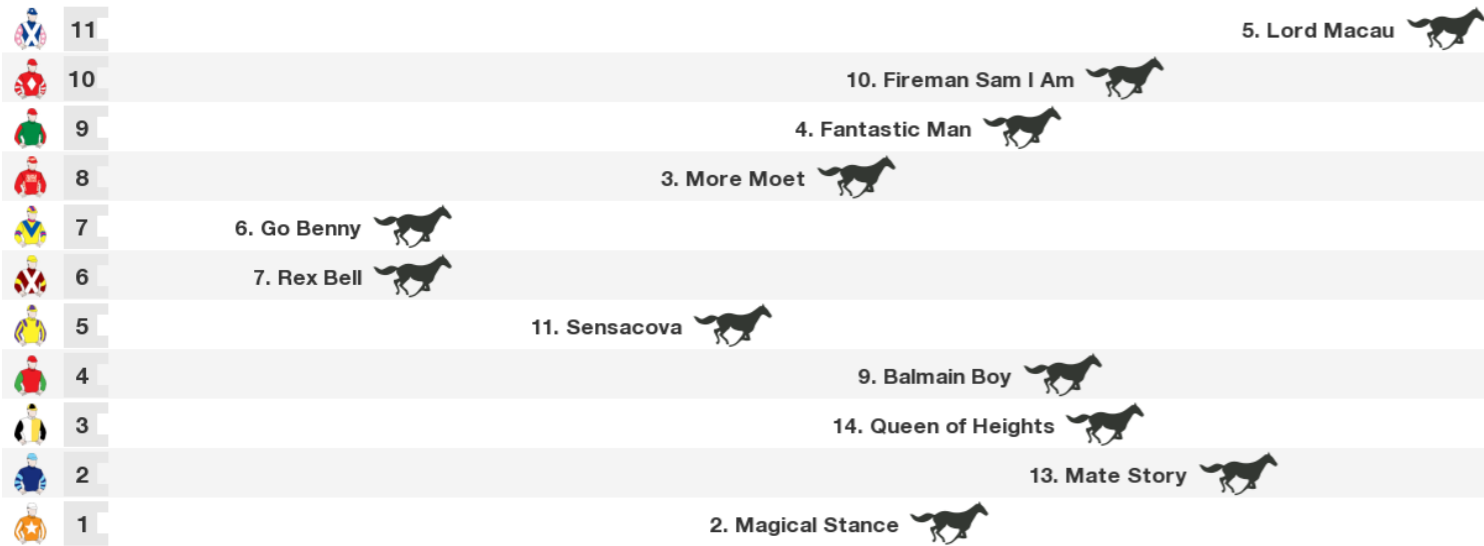 11 5. Lord Macau
10 10. Fireman Sam I Am
9 4. Fantastic Man
8 3. More Moet
7 6. Go Benny
6 7. Rex Bell
5 11. Sensacova
4 9. Balmain Boy
3 14. Queen of Heights
2 13. Mate Story
1 2. Magical Stance